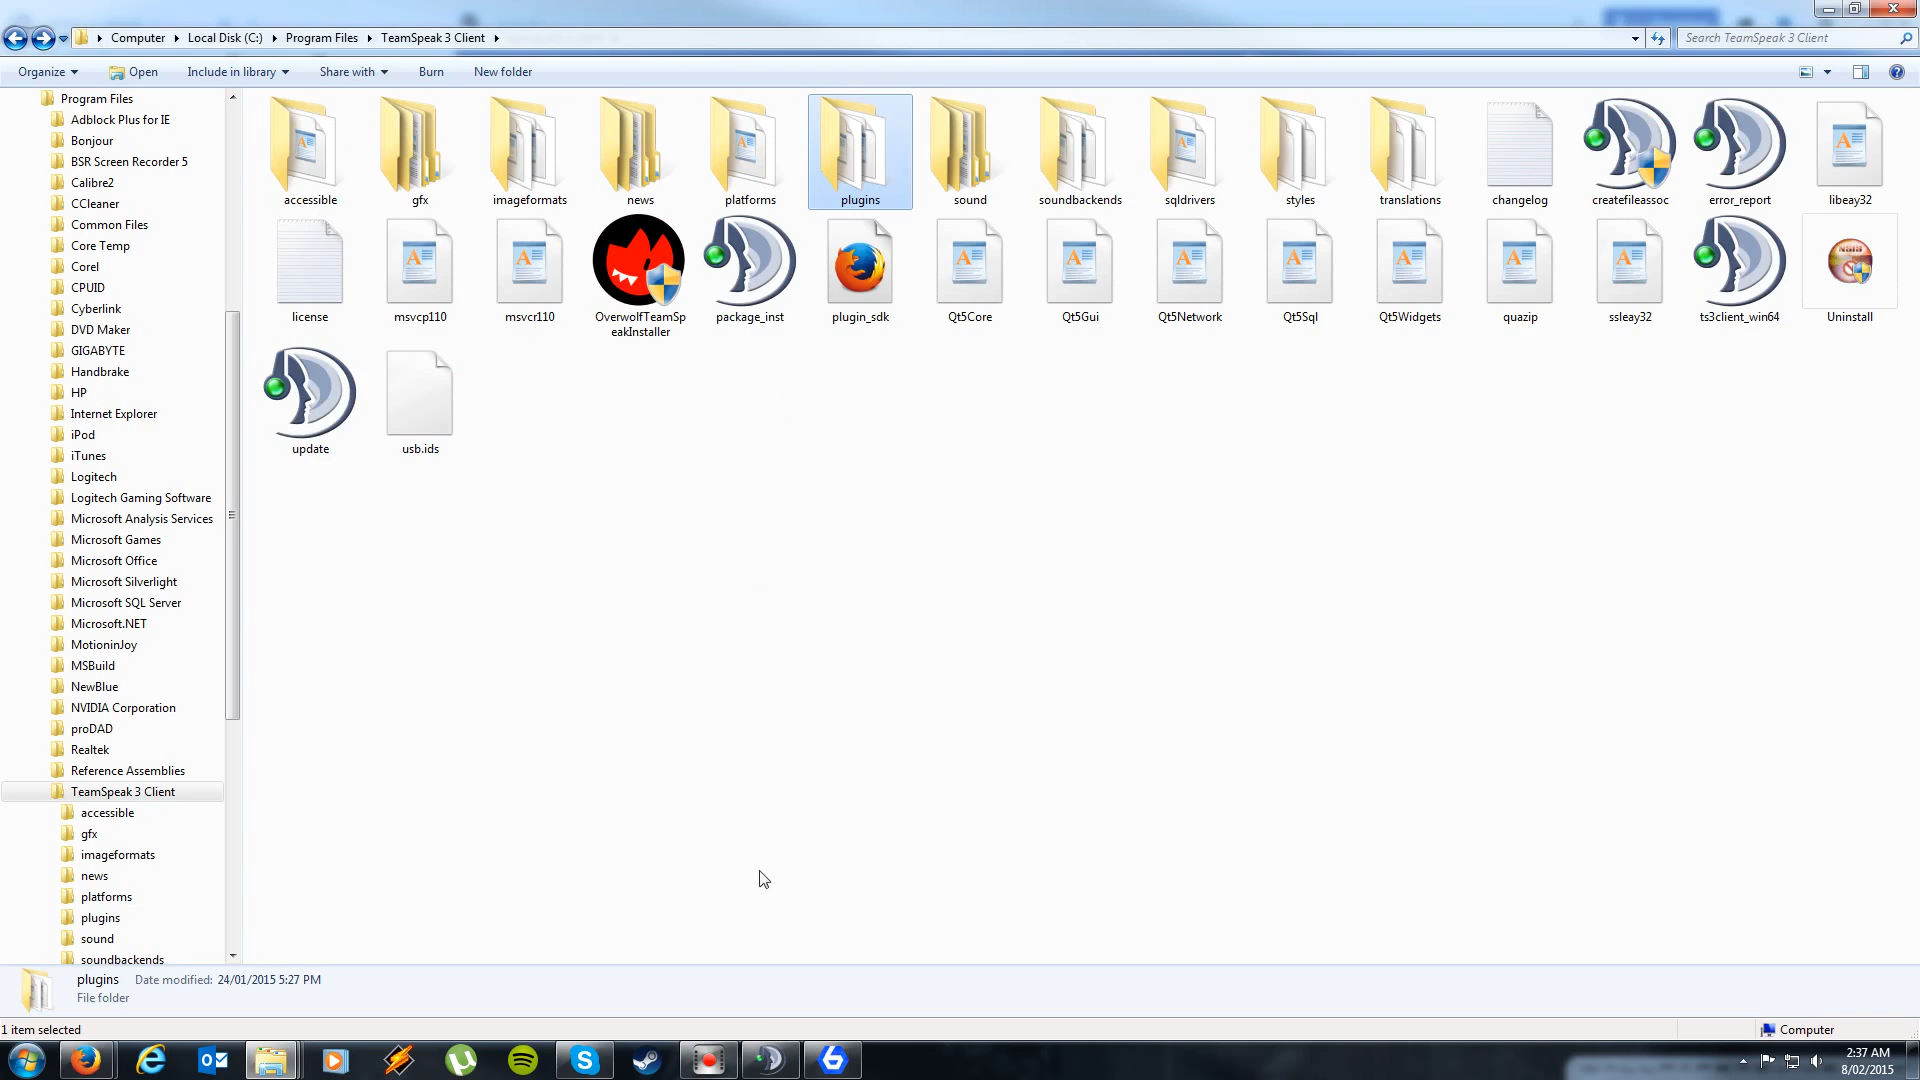 Computer
Local Disk (C:)
Program Files
TeamSpeak 3 Client
Search TeamSpeak 3 Client
Organize
Open
Include in library
Share with
Burn
New folder
Program Files
Adblock Plus for IE
Bonjour
BSR Screen Recorder 5
Calibre2
CCleaner
Common Files
Core Temp
Corel
CPUID
Cyberlink
DVD Maker
GIGABYTE
Handbrake
HP
Internet Explorer
iPod
iTunes
Logitech
Logitech Gaming Software
Microsoft Analysis Services
Microsoft Games
Microsoft Office
Microsoft Silverlight
Microsoft SQL Server
Microsoft.NET
MotioninJoy
MSBuild
NewBlue
NVIDIA Corporation
proDAD
Realtek
Reference Assemblies
TeamSpeak 3 Client
accessible
gfx
imageformats
news
platforms
plugins
sound
soundbackends
accessible
gfx
imageformats
news
platforms
plugins
sound
soundbackends
sqldrivers
styles
translations
changelog
createfileassoc
error_report
libeay32
license
msvcp110
msvcr110
OverwolfTeamSp
eakInstaller
package_inst
plugin_sdk
Qt5Core
Qt5Gui
Qt5Network
Qt5Sql
Qt5Widgets
quazip
ssleay32
ts3client_win64
Uninstall
update
usb.ids
plugins
Date modified: 24/01/2015 5:27 PM
File folder
1 item selected
Computer
2:37 AM
8/02/2015